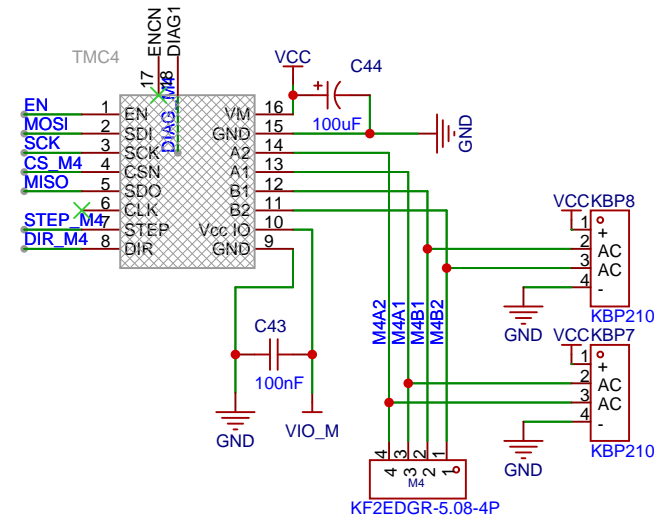 ENCN
DIAG1
TMC4
17
18
VCC
C44
+
100uF
GND
DIAG_M4
EN
1
EN
VM
16
MOSI
2
SDI
GND
15
SCK
3
SCK
A2
14
CS_M4
4
CSN
A1
13
MISO
5
SDO
B1
12
6
CLK
B2
11
STEP_M4
7
STEP
Vcc IO
10
DIR_M4
8
DIR
GND
9
VCC
KBP8
1
+
2
AC
3
AC
4
-
GND
KBP210
M4A2
M4A1
M4B1
M4B2
C43
100nF
GND
VIO_M
VCC
KBP7
1
+
2
AC
3
AC
4
-
GND
KBP210
4
3
2
1
4
3
2
1
M4
KF2EDGR-5.08-4P